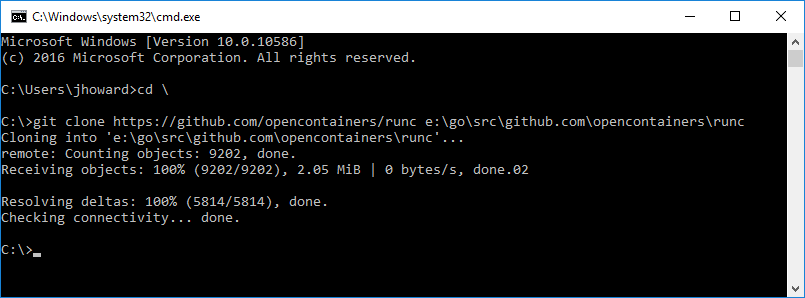 C:\Windows\system32\cmd.exe
Microsoft Windows [Version 10.0.10586]
(c) 2016 Microsoft Corporation. All rights reserved.
C:\Users\jhoward>cd \
C:\>git clone https://github.com/opencontainers/runc e:\go\src\github.com\opencontainers\runc
Cloning into 'e:\go\src\github.com\opencontainers\runc'...
remote: Counting objects: 9202, done.
Receiving objects: 100% (9202/9202), 2.05 MiB | 0 bytes/s, done.02
Resolving deltas: 100% (5814/5814), done.
Checking connectivity... done.
C:\>